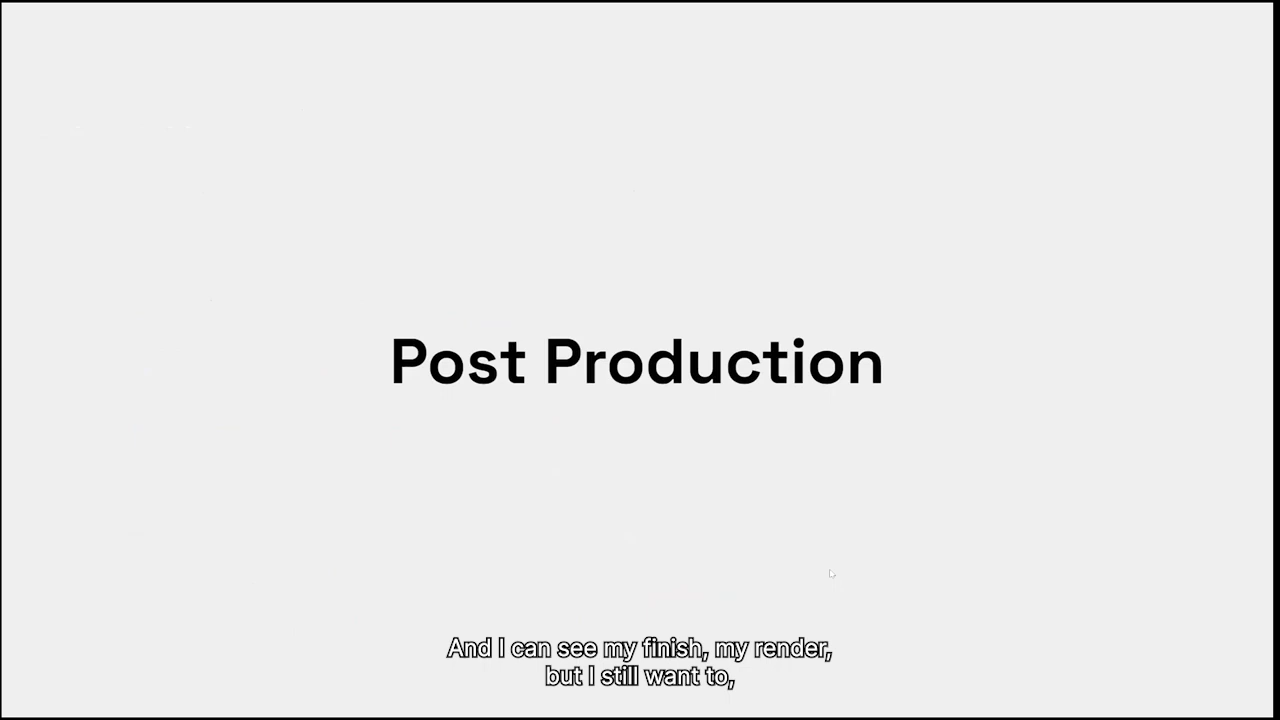 Post Production
And I can see my finish, my render,
but I still want to,